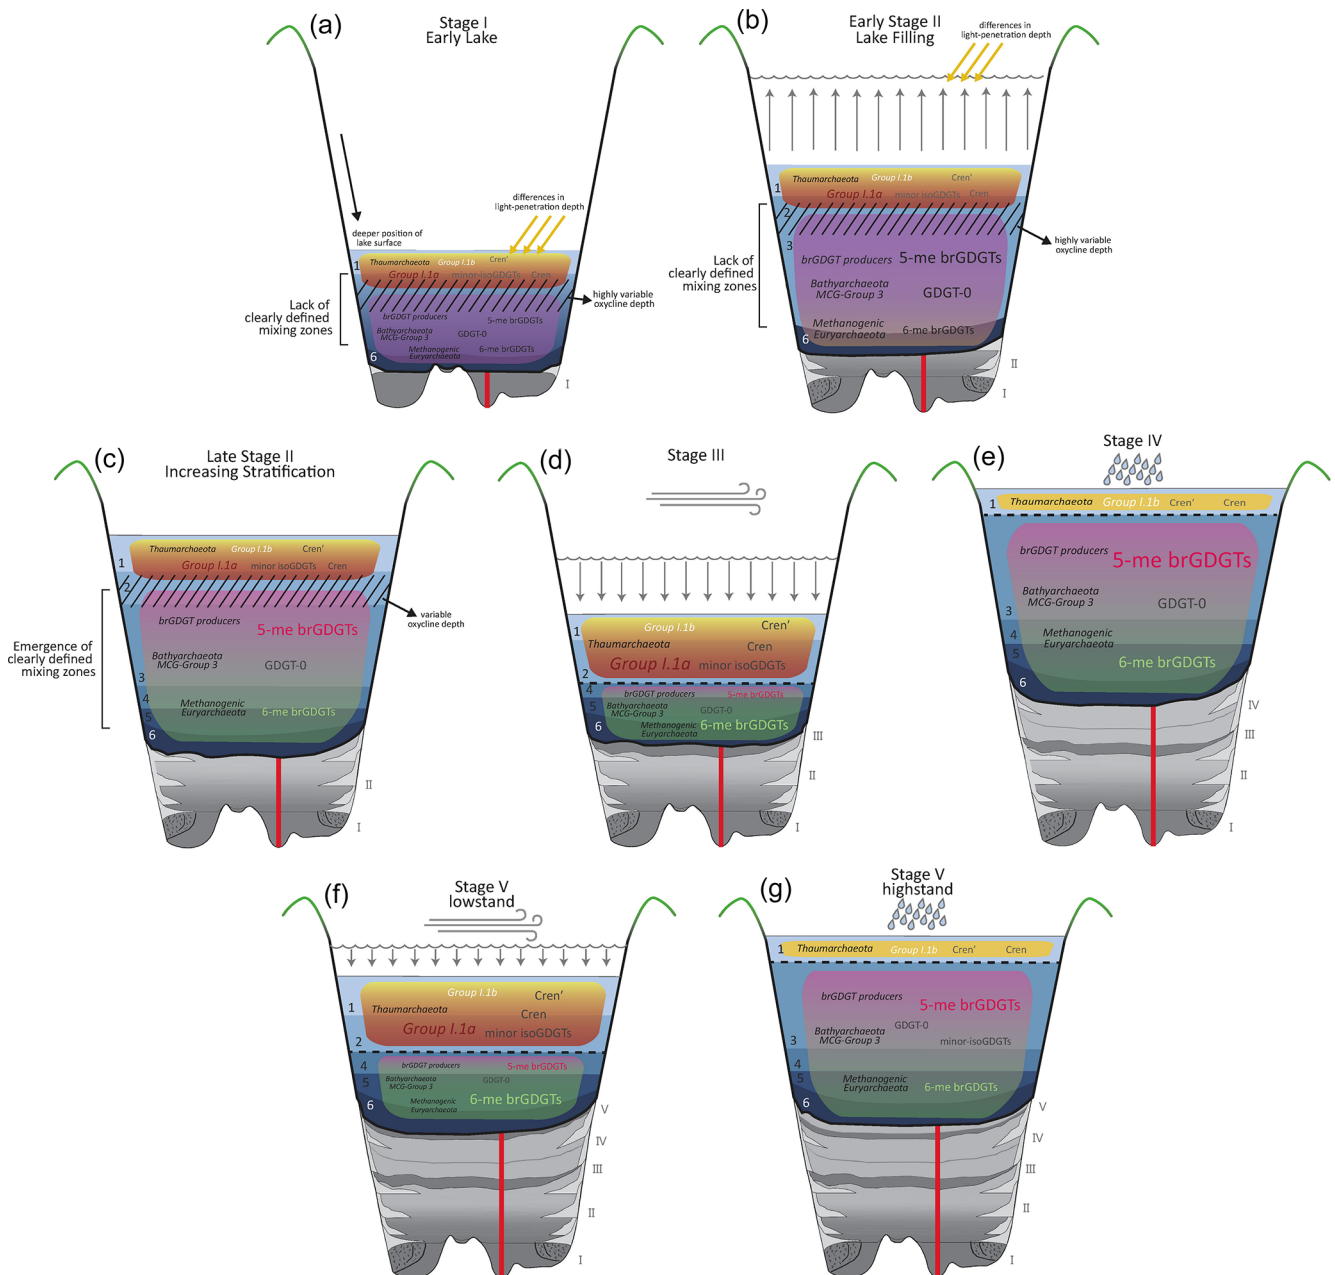 (a)
Stage I
Early Lake
differences in
light-penetration depth
deeper position of
lake surface
1
Thaumarchaeota Group I.1b Cren'
Group I.1a minor-isoGDGTs Cren
highly variable
oxycline depth
Lack of
clearly defined
mixing zones
brGDGT producers 5-me brGDGTs
Bathyarchaeota
MCG-Group 3 GDGT-0
Methanogenic
Euryarchaeota 6-me brGDGTs
6
I
(b)
Early Stage II
Lake Filling
differences in
light-penetration depth
1
Thaumarchaeota Group I.1b Cren'
Group I.1a minor isoGDGTs Cren
2
3
highly variable
oxycline depth
Lack of
clearly defined
mixing zones
brGDGT producers 5-me brGDGTs
Bathyarchaeota
MCG-Group 3 GDGT-0
Methanogenic
Euryarchaeota 6-me brGDGTs
6
II
I
(c)
Late Stage II
Increasing Stratification
1
Thaumarchaeota Group I.1b Cren'
Group I.1a minor isoGDGTs Cren
2
variable
oxycline depth
Emergence of
clearly defined
mixing zones
brGDGT producers 5-me brGDGTs
Bathyarchaeota
MCG-Group 3 GDGT-0
3
4
Methanogenic
Euryarchaeota 6-me brGDGTs
5
6
II
I
(d)
Stage III
1
Group I.1b Cren'
Thaumarchaeota Cren
Group I.1a minor isoGDGTs
2
4
brGDGT producers 5-me brGDGTs
5
Bathyarchaeota
MCG-Group 3 GDGT-0
Methanogenic
Euryarchaeota 6-me brGDGTs
6
III
II
I
(e)
Stage IV
1
Thaumarchaeota Group I.1b Cren' Cren
brGDGT producers 5-me brGDGTs
Bathyarchaeota
MCG-Group 3 GDGT-0
3
4
Methanogenic
Euryarchaeota
5
6-me brGDGTs
6
IV
III
II
I
(f)
Stage V
lowstand
Group I.1b Cren'
1
Thaumarchaeota Cren
Group I.1a minor isoGDGTs
2
4
brGDGT producers 5-me brGDGTs
5
Bathyarchaeota
MCG-Group 3 GDGT-0
Methanogenic
Euryarchaeota 6-me brGDGTs
6
V
IV
III
II
I
(g)
Stage V
highstand
1
Thaumarchaeota Group I.1b Cren' Cren
brGDGT producers 5-me brGDGTs
GDGT-0
Bathyarchaeota
MCG-Group 3 minor-isoGDGTs
3
4
5
Methanogenic
Euryarchaeota 6-me brGDGTs
6
V
IV
III
II
I